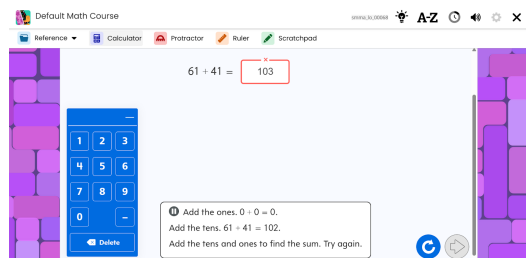 Default Math Course
smma_lo_00868
A-Z
Reference
Calculator
Protractor
Ruler
Scratchpad
61 + 41 = 103
1 2 3
4 5 6
7 8 9
0 −
Delete
Add the ones. 0 + 0 = 0.
Add the tens. 61 + 41 = 102.
Add the tens and ones to find the sum. Try again.